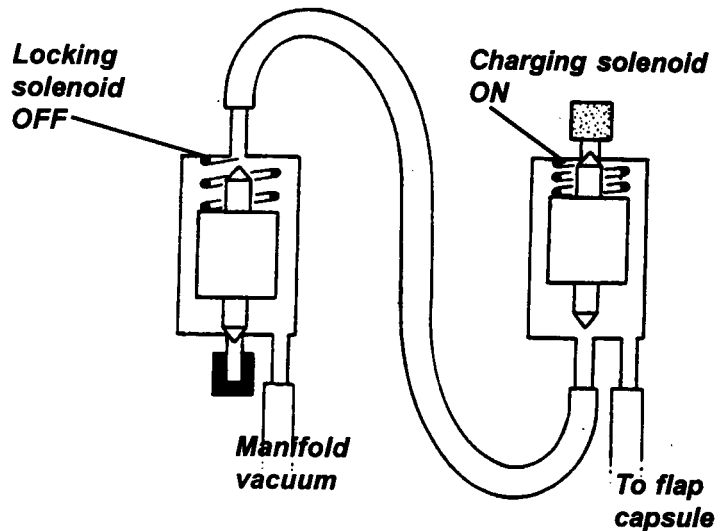 Locking
solenoid
OFF
Charging solenoid
ON
Manifold
vacuum
To flap
capsule